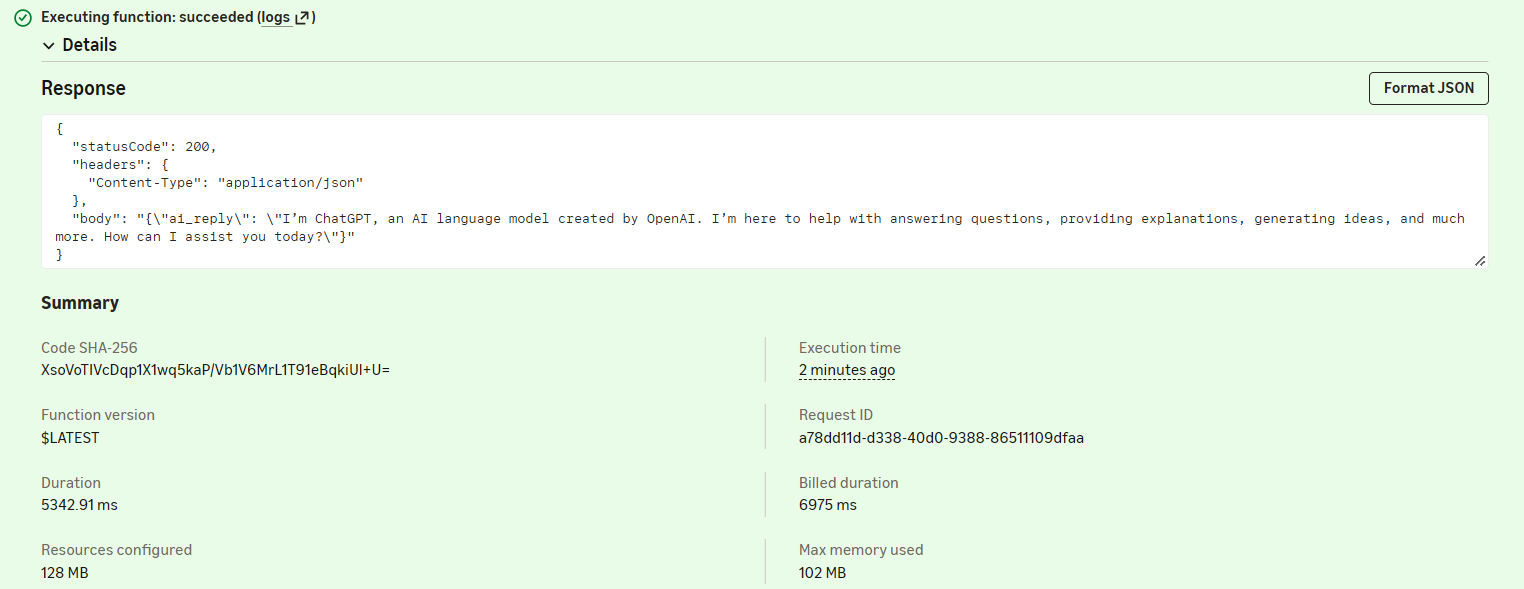 Executing function: succeeded (logs)
Details
Response
Format JSON
{
  "statusCode": 200,
  "headers": {
    "Content-Type": "application/json"
  },
  "body": "{\"ai_reply\": \"I’m ChatGPT, an AI language model created by OpenAI. I’m here to help with answering questions, providing explanations, generating ideas, and much
more. How can I assist you today?\"}"
}
Summary
Code SHA-256
XsoVoTIVcDqp1X1wq5kaP/Vb1V6MrL1T91eBqkiUI+U=
Execution time
2 minutes ago
Function version
$LATEST
Request ID
a78dd11d-d338-40d0-9388-86511109dfaa
Duration
5342.91 ms
Billed duration
6975 ms
Resources configured
128 MB
Max memory used
102 MB